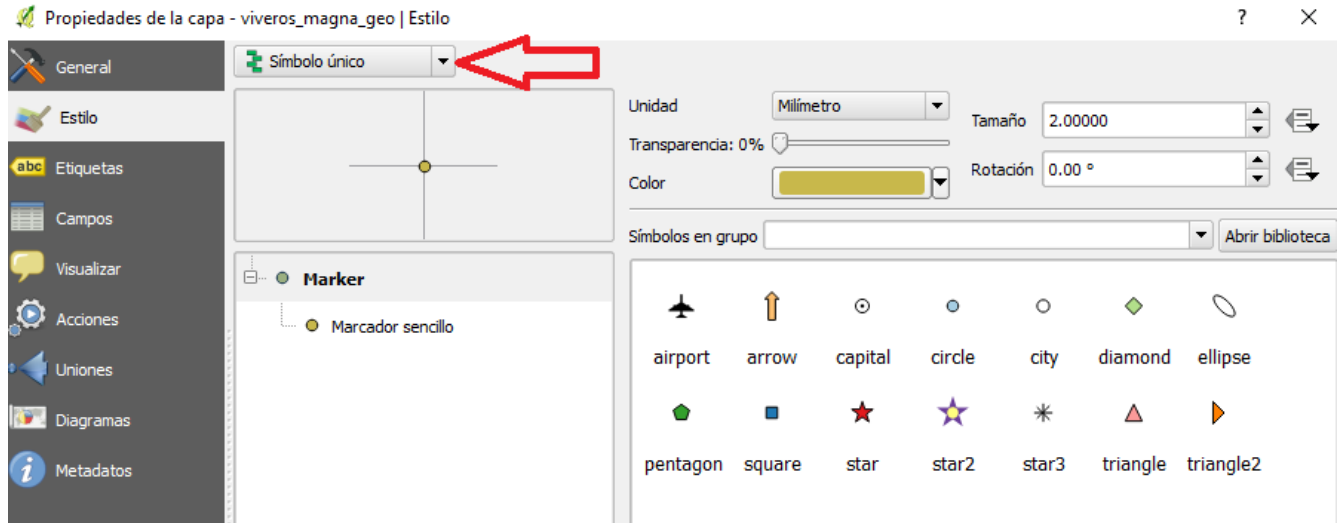 Propiedades de la capa - viveros_magna_geo | Estilo
?
General
Estilo
abc Etiquetas
Campos
Visualizar
Acciones
Uniones
Diagramas
Metadatos
Símbolo único
Marker
Marcador sencillo
Unidad Milímetro
Transparencia: 0%
Color
Tamaño 2.00000
Rotación 0.00 °
Símbolos en grupo Abrir biblioteca
airport arrow capital circle city diamond ellipse
pentagon square star star2 star3 triangle triangle2